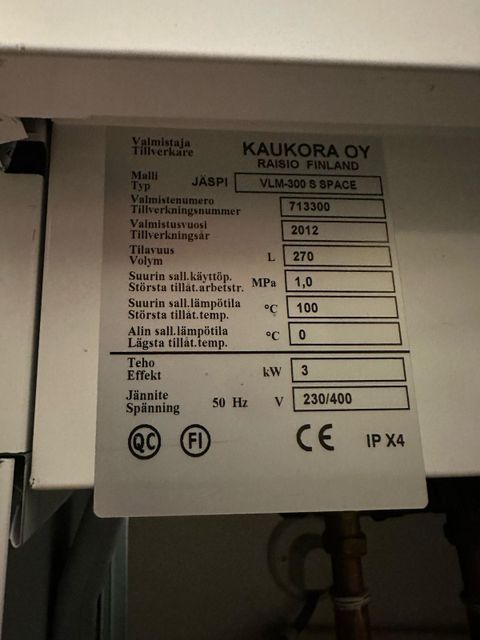 Valmistaja
Tillverkare
KAUKORA OY
RAISIO FINLAND
Malli
Typ
JÄSPI
VLM-300 S SPACE
Valmistenumero
Tillverkningsnummer
713300
Valmistusvuosi
Tillverkningsår
2012
Tilavuus
Volym
L
270
Suurin sall.käyttöp.
Största tillåt.arbetstr.
MPa
1,0
Suurin sall.lämpötila
Största tillåt.temp.
°C
100
Alin sall.lämpötila
Lägsta tillåt.temp.
°C
0
Teho
Effekt
kW
3
Jännite
Spänning
50 Hz
V
230/400
QC
FI
CE
IP X4